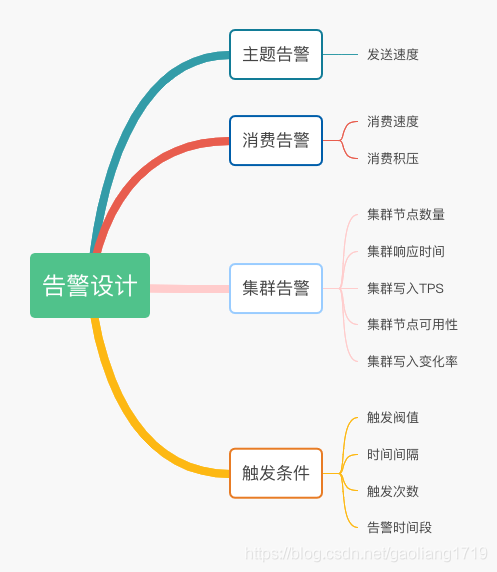 告警设计
主题告警
发送速度
消费告警
消费速度
消费积压
集群告警
集群节点数量
集群响应时间
集群写入TPS
集群节点可用性
集群写入变化率
触发条件
触发阀值
时间间隔
触发次数
告警时间段
https://blog.csdn.net/gaoliang1719